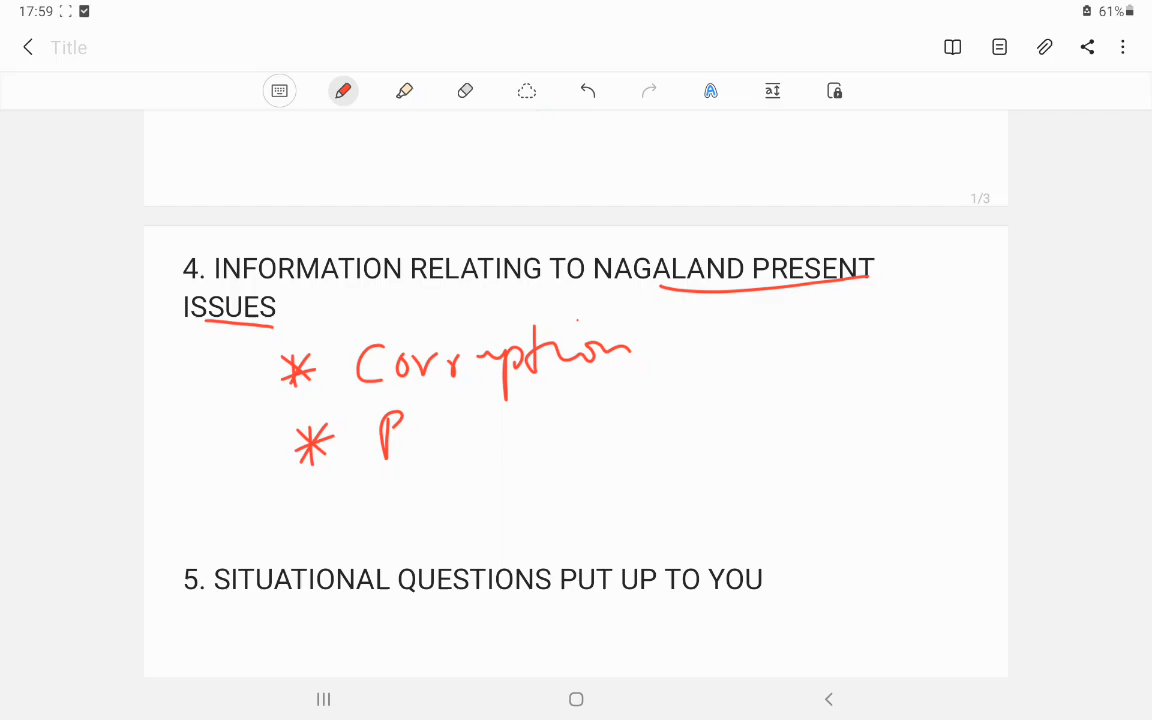 17:59 61%
Title
1/3
4. INFORMATION RELATING TO NAGALAND PRESENT
ISSUES
* Corruption
* P
5. SITUATIONAL QUESTIONS PUT UP TO YOU